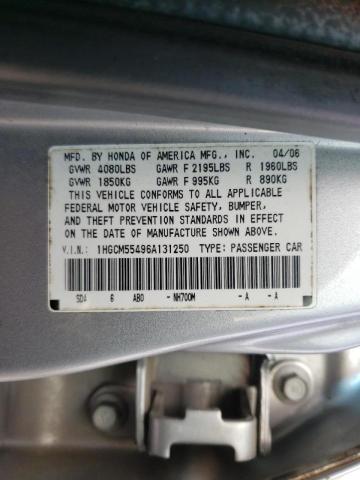 MFD. BY HONDA OF AMERICA MFG., INC. 04/06
GVWR 4080LBS GAWR F 2195LBS R 1960LBS
GVWR 1850KG GAWR F 995KG R 890KG
THIS VEHICLE CONFORMS TO ALL APPLICABLE
FEDERAL MOTOR VEHICLE SAFETY, BUMPER,
AND THEFT PREVENTION STANDARDS IN EFFECT
ON THE DATE OF MANUFACTURE SHOWN ABOVE.
V.I.N.: 1HGCM55496A131250 TYPE: PASSENGER CAR
SDA 6 AB0 -NH700M -A -A